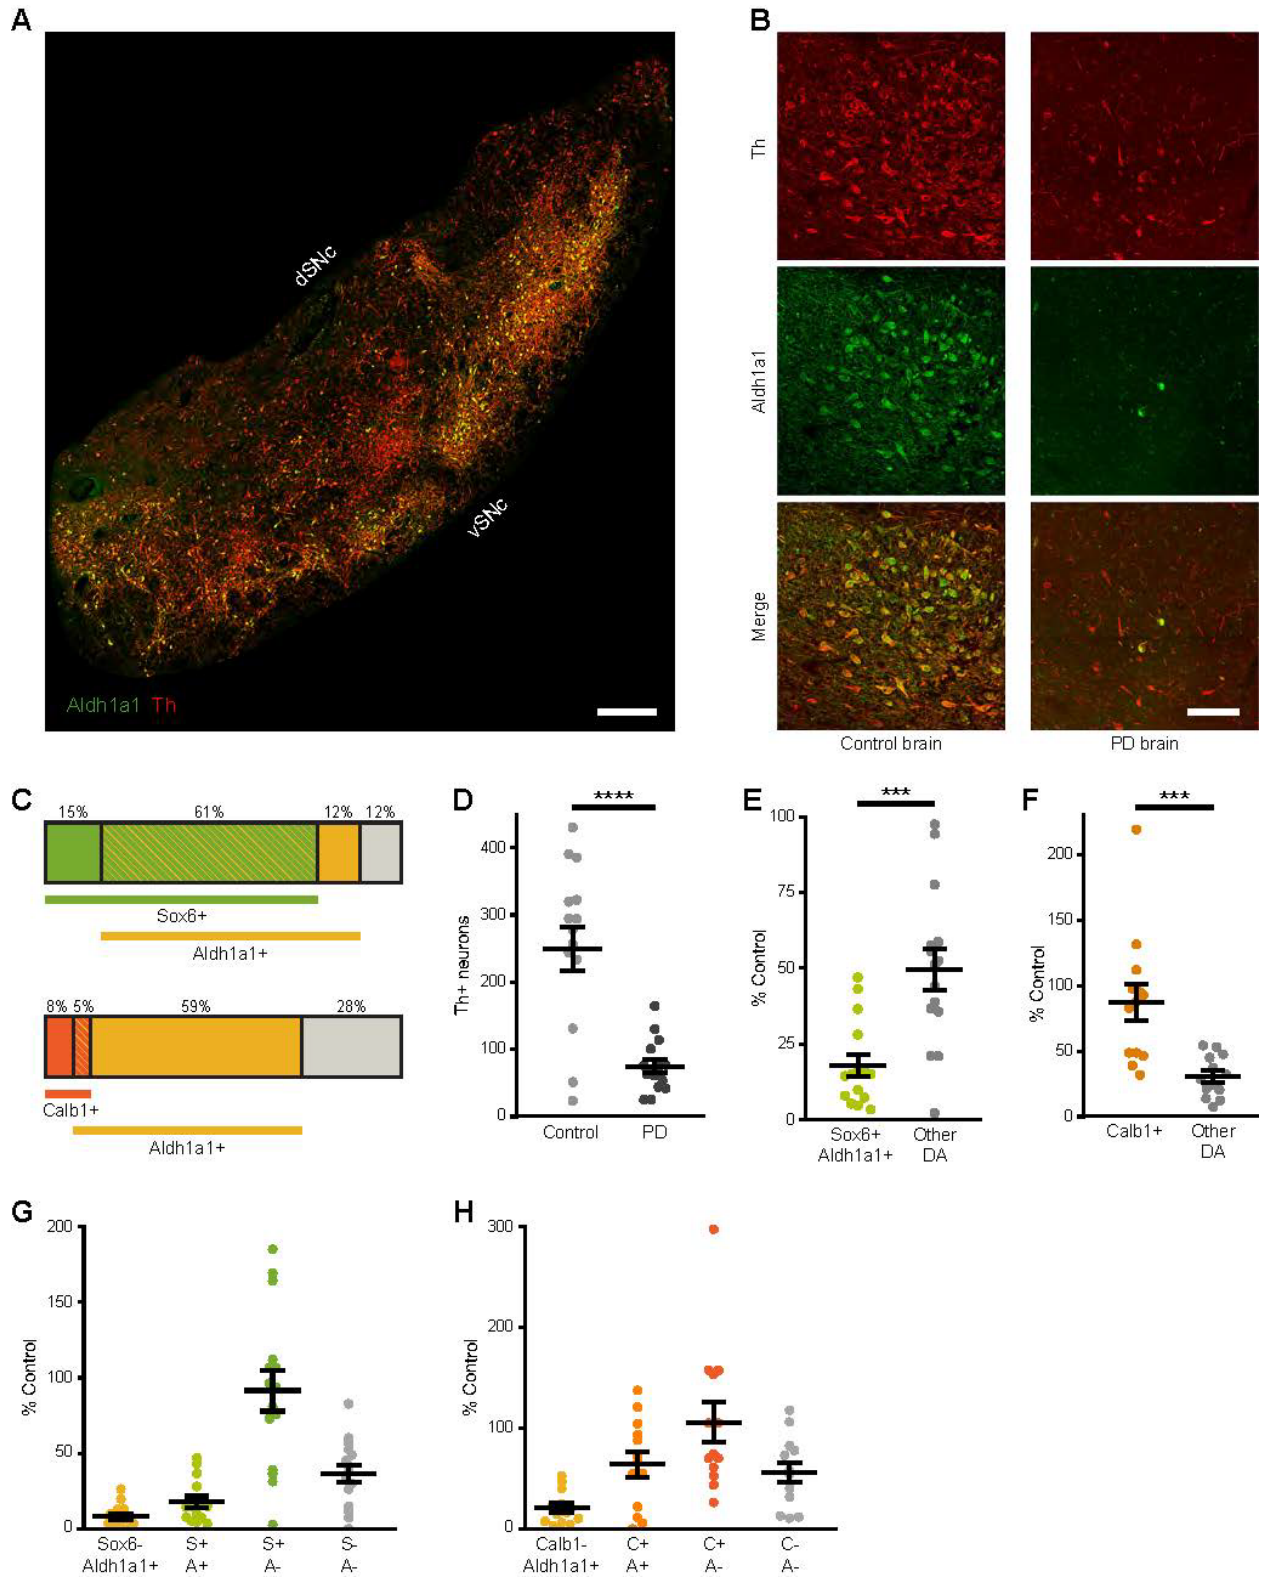 A
dSNc
vSNc
Aldh1a1 Th
B
Th
Aldh1a1
Merge
Control brain
PD brain
C
15% 61% 12% 12%
Sox6+
Aldh1a1+
8% 5% 59% 28%
Calb1+
Aldh1a1+
D
****
Th+ neurons
400
300
200
100
0
Control PD
E
***
% Control
100
75
50
25
0
Sox6+ Other
Aldh1a1+ DA
F
***
% Control
200
150
100
50
0
Calb1+ Other
DA
G
% Control
200
150
100
50
0
Sox6- S+ S+ S-
Aldh1a1+ A+ A- A-
H
% Control
300
200
100
0
Calb1- C+ C+ C-
Aldh1a1+ A+ A- A-